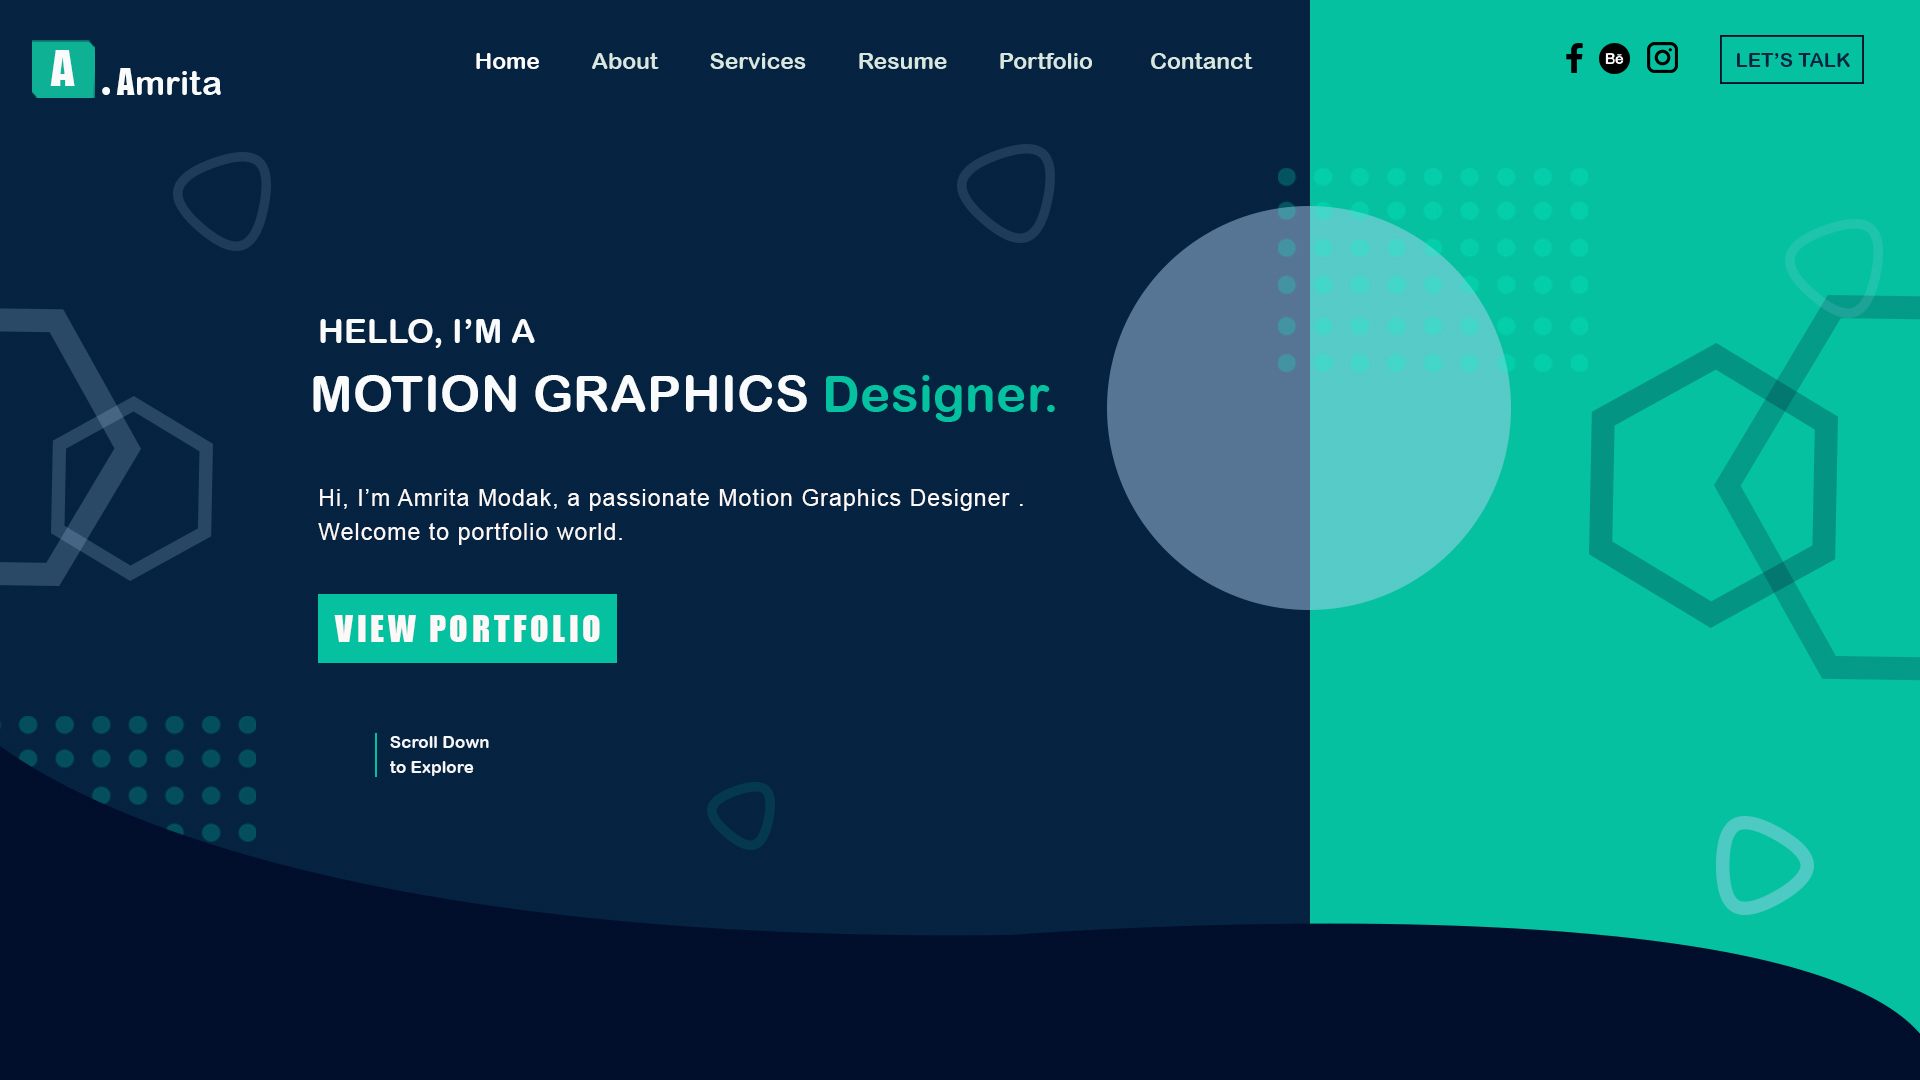 A
.Amrita
Home About Services Resume Portfolio Contanct
Bē
LET’S TALK
HELLO, I’M A
MOTION GRAPHICS Designer.
Hi, I’m Amrita Modak, a passionate Motion Graphics Designer .
Welcome to portfolio world.
VIEW PORTFOLIO
Scroll Down
to Explore